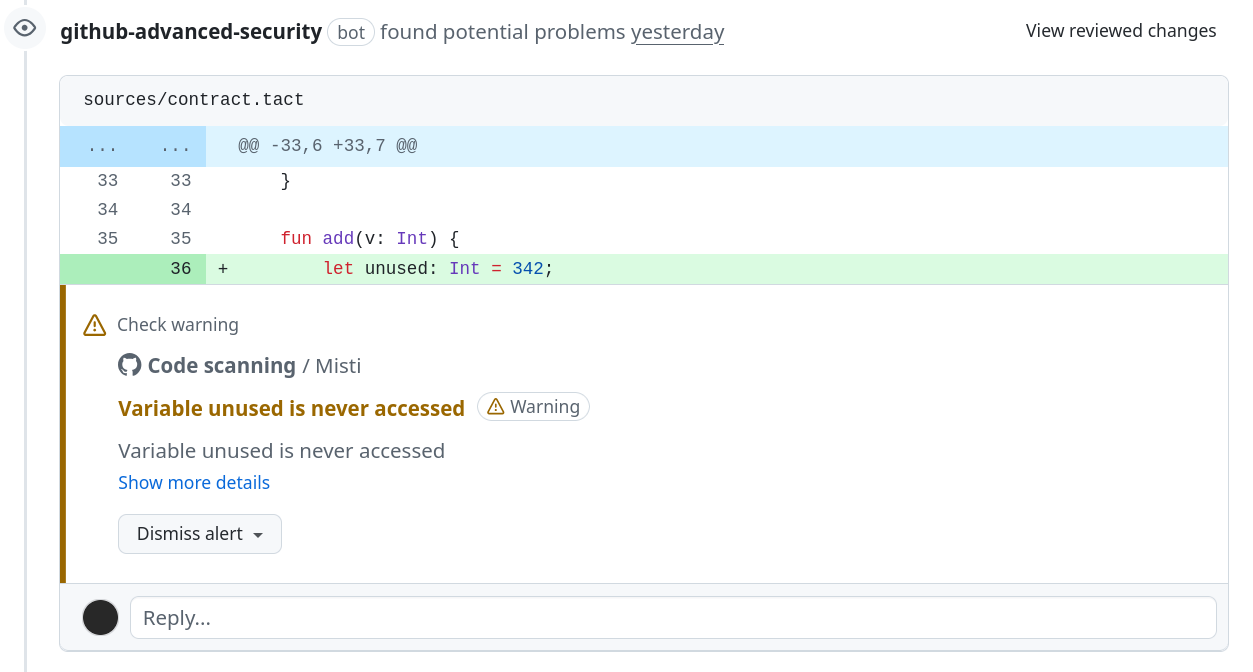 github-advanced-security bot found potential problems yesterday View reviewed changes
sources/contract.tact
... ... @@ -33,6 +33,7 @@
33 33 }
34 34
35 35 fun add(v: Int) {
36 + let unused: Int = 342;
Check warning
Code scanning / Misti
Variable unused is never accessed Warning
Variable unused is never accessed
Show more details
Dismiss alert
Reply...